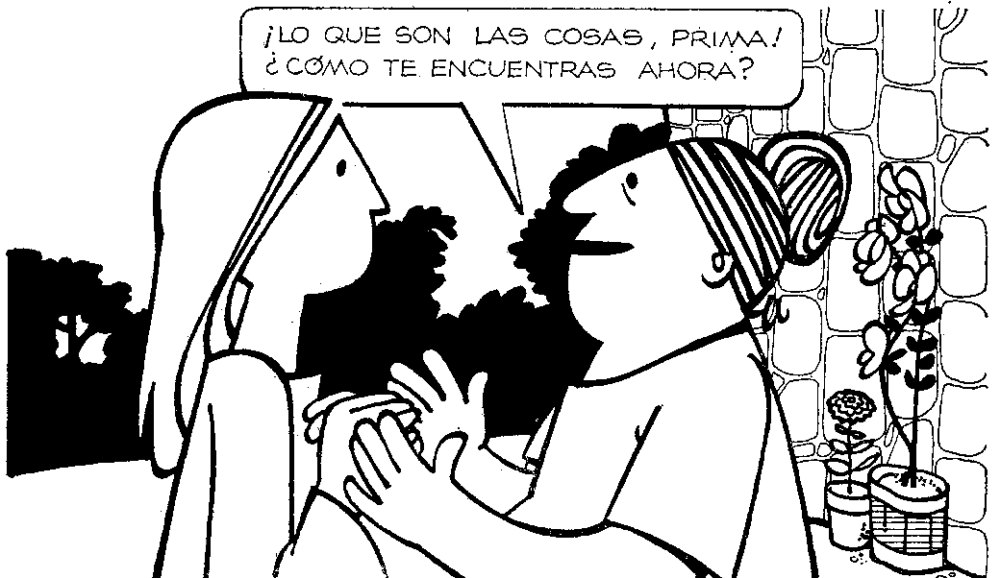 ¡LO QUE SON LAS COSAS, PRIMA!
¿CÓMO TE ENCUENTRAS AHORA?